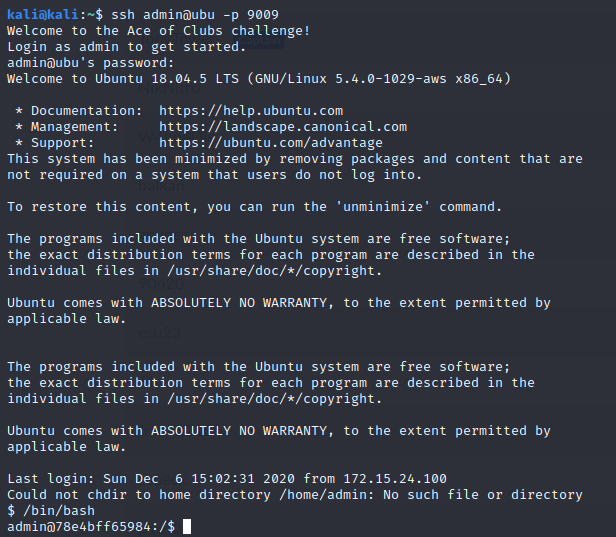 kali@kali:~$ ssh admin@ubu -p 9009
Welcome to the Ace of Clubs challenge!
Login as admin to get started.
admin@ubu's password:
Welcome to Ubuntu 18.04.5 LTS (GNU/Linux 5.4.0-1029-aws x86_64)

 * Documentation:  https://help.ubuntu.com
 * Management:     https://landscape.canonical.com
 * Support:        https://ubuntu.com/advantage
This system has been minimized by removing packages and content that are
not required on a system that users do not log into.

To restore this content, you can run the 'unminimize' command.

The programs included with the Ubuntu system are free software;
the exact distribution terms for each program are described in the
individual files in /usr/share/doc/*/copyright.

Ubuntu comes with ABSOLUTELY NO WARRANTY, to the extent permitted by
applicable law.


The programs included with the Ubuntu system are free software;
the exact distribution terms for each program are described in the
individual files in /usr/share/doc/*/copyright.

Ubuntu comes with ABSOLUTELY NO WARRANTY, to the extent permitted by
applicable law.

Last login: Sun Dec  6 15:02:31 2020 from 172.15.24.100
Could not chdir to home directory /home/admin: No such file or directory
$ /bin/bash
admin@78e4bff65984:/$